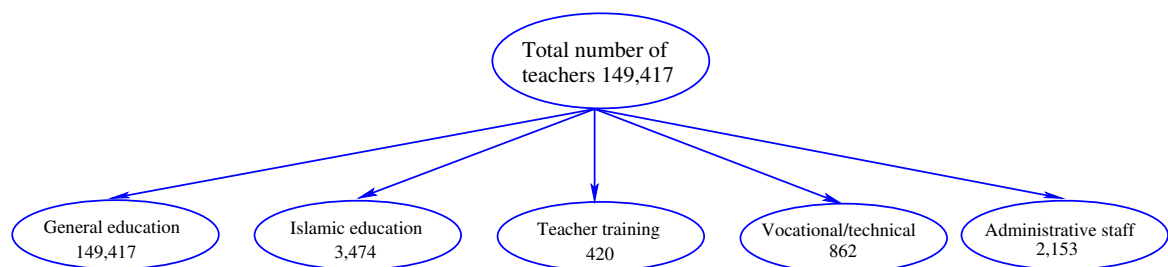 Total number of
teachers 149,417
General education
149,417
Islamic education
3,474
Teacher training
420
Vocational/technical
862
Administrative staff
2,153